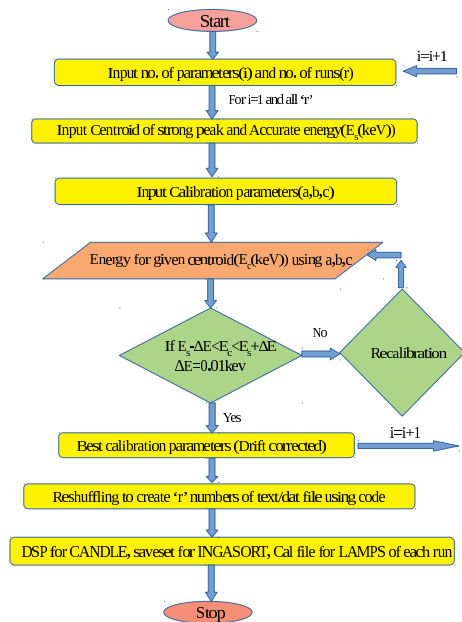 Start
i=i+1
Input no. of parameters(i) and no. of runs(r)
For i=1 and all ‘r’
Input Centroid of strong peak and Accurate energy(Es(keV))
Input Calibration parameters(a,b,c)
Energy for given centroid(Ec(keV)) using a,b,c
No
If Es-ΔE<Ec<Es+ΔE
ΔE=0.01kev
Recalibration
Yes
i=i+1
Best calibration parameters (Drift corrected)
Reshuffling to create ‘r’ numbers of text/dat file using code
DSP for CANDLE, saveset for INGASORT, Cal file for LAMPS of each run
Stop